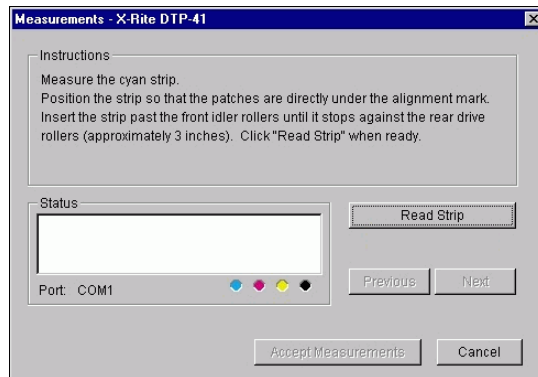 Measurements - X-Rite DTP-41
Instructions
Measure the cyan strip.
Position the strip so that the patches are directly under the alignment mark.
Insert the strip past the front idler rollers until it stops against the rear drive
rollers (approximately 3 inches). Click "Read Strip" when ready.
Status
Read Strip
Port: COM1
Previous
Next
Accept Measurements
Cancel